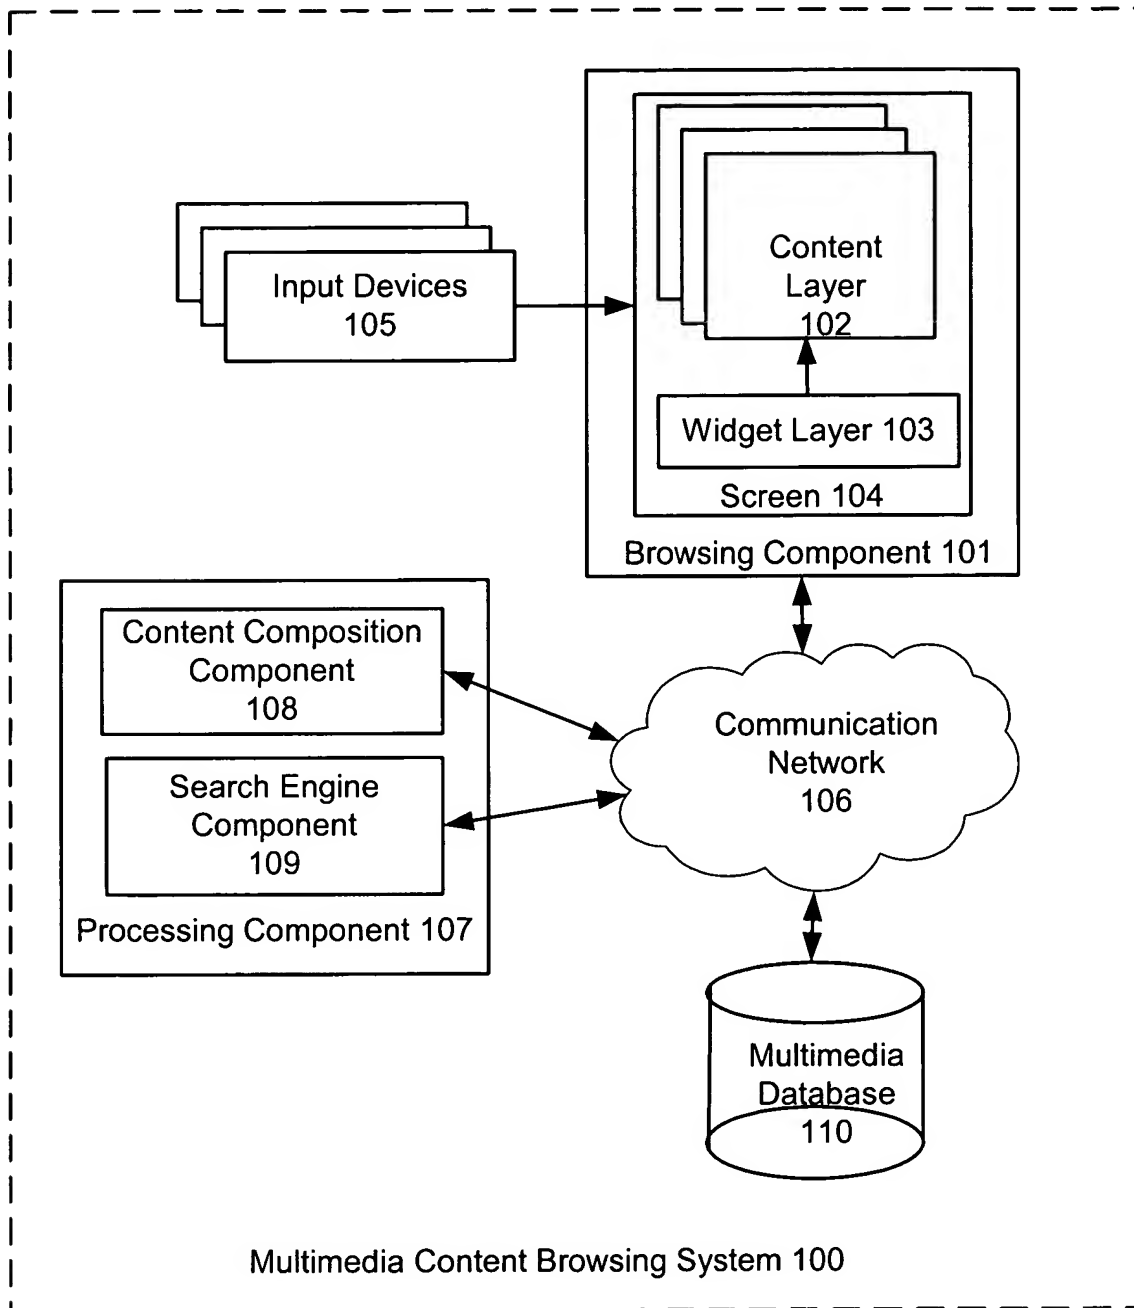 Content
Layer
102
Input Devices
105
Widget Layer 103
Screen 104
Browsing Component 101
Content Composition
Component
108
Search Engine
Component
109
Processing Component 107
Communication
Network
106
Multimedia
Database
110
Multimedia Content Browsing System 100